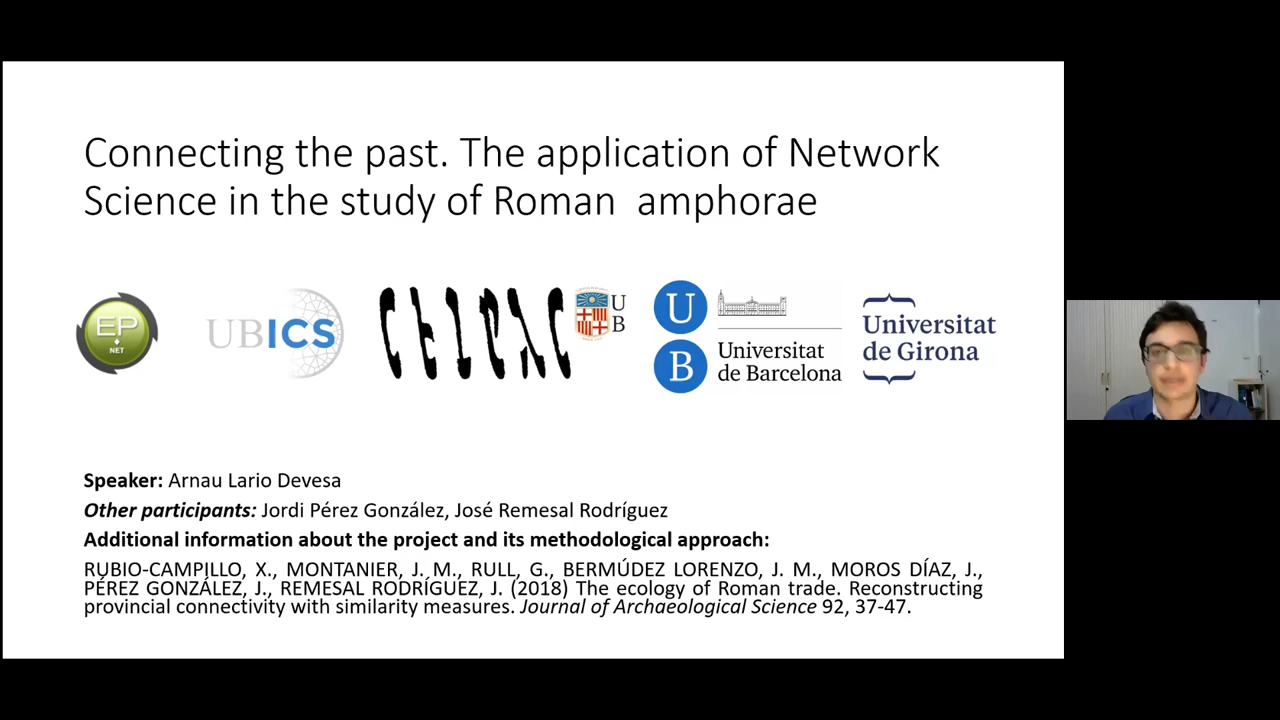 Connecting the past. The application of Network
Science in the study of Roman amphorae
EP
NET
UBICS
CEIPAC
U
B
U
B
Universitat
de Barcelona
Universitat
de Girona
Speaker: Arnau Lario Devesa
Other participants: Jordi Pérez González, José Remesal Rodríguez
Additional information about the project and its methodological approach:
RUBIO-CAMPILLO, X., MONTANIER, J. M., RULL, G., BERMÚDEZ LORENZO, J. M., MOROS DÍAZ, J.,
PÉREZ GONZÁLEZ, J., REMESAL RODRÍGUEZ, J. (2018) The ecology of Roman trade. Reconstructing
provincial connectivity with similarity measures. Journal of Archaeological Science 92, 37-47.